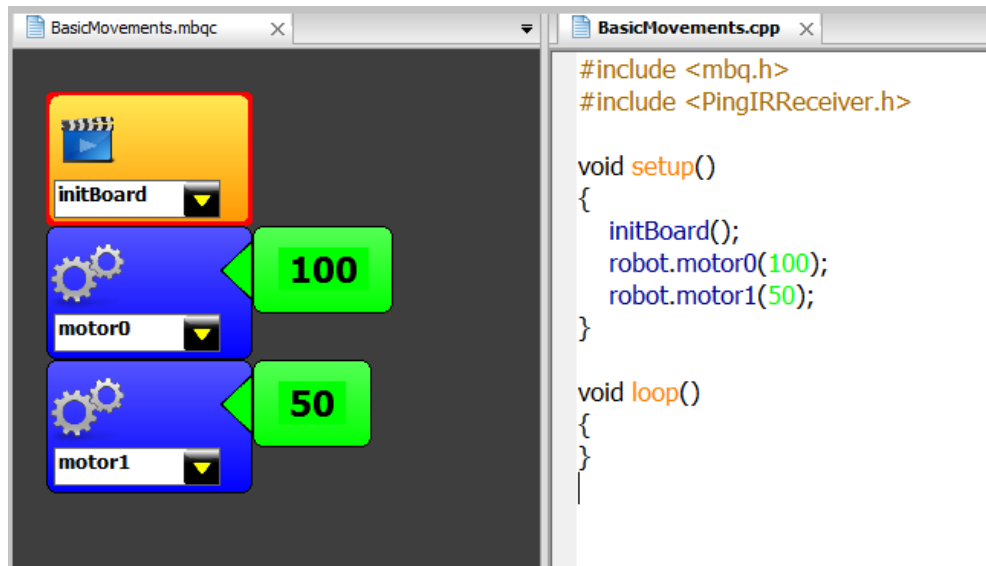 BasicMovements.mbqc
initBoard
100
motor0
50
motor1
BasicMovements.cpp
#include <mbq.h>
#include <PingIRReceiver.h>
void setup()
{
initBoard();
robot.motor0(100);
robot.motor1(50);
}
void loop()
{
}